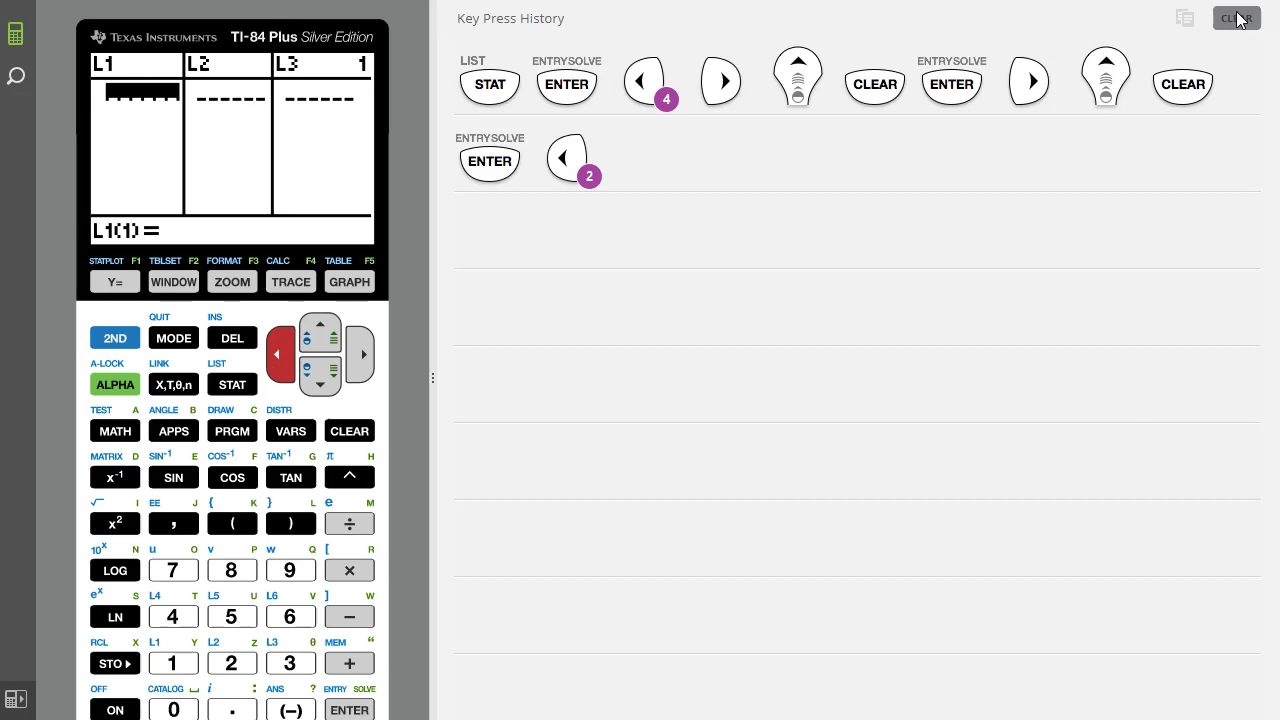 Key Press History
CLEAR
TEXAS INSTRUMENTS TI-84 Plus Silver Edition
L1 L2 L3 1
L1(1) =
LIST ENTRY SOLVE ENTRY SOLVE
STAT ENTER 4 CLEAR ENTER CLEAR
ENTRY SOLVE
ENTER 2
STATPLOT F1 TBLSET F2 FORMAT F3 CALC F4 TABLE F5
Y= WINDOW ZOOM TRACE GRAPH
QUIT INS
2ND MODE DEL
A-LOCK LINK LIST
ALPHA X,T,θ,n STAT
TEST A ANGLE B DRAW C DISTR
MATH APPS PRGM VARS CLEAR
MATRIX D SIN⁻¹ E COS⁻¹ F TAN⁻¹ G π H
x⁻¹ SIN COS TAN ^
√ I EE J { K } L e M
x² , ( ) ÷
10ˣ N u O v P w Q [ R
LOG 7 8 9 ×
eˣ S L4 T L5 U L6 V ] W
LN 4 5 6 −
RCL X L1 Y L2 Z L3 θ MEM “
STO 1 2 3 +
OFF CATALOG ⎵ i : ANS ? ENTRY SOLVE
ON 0 . (−) ENTER